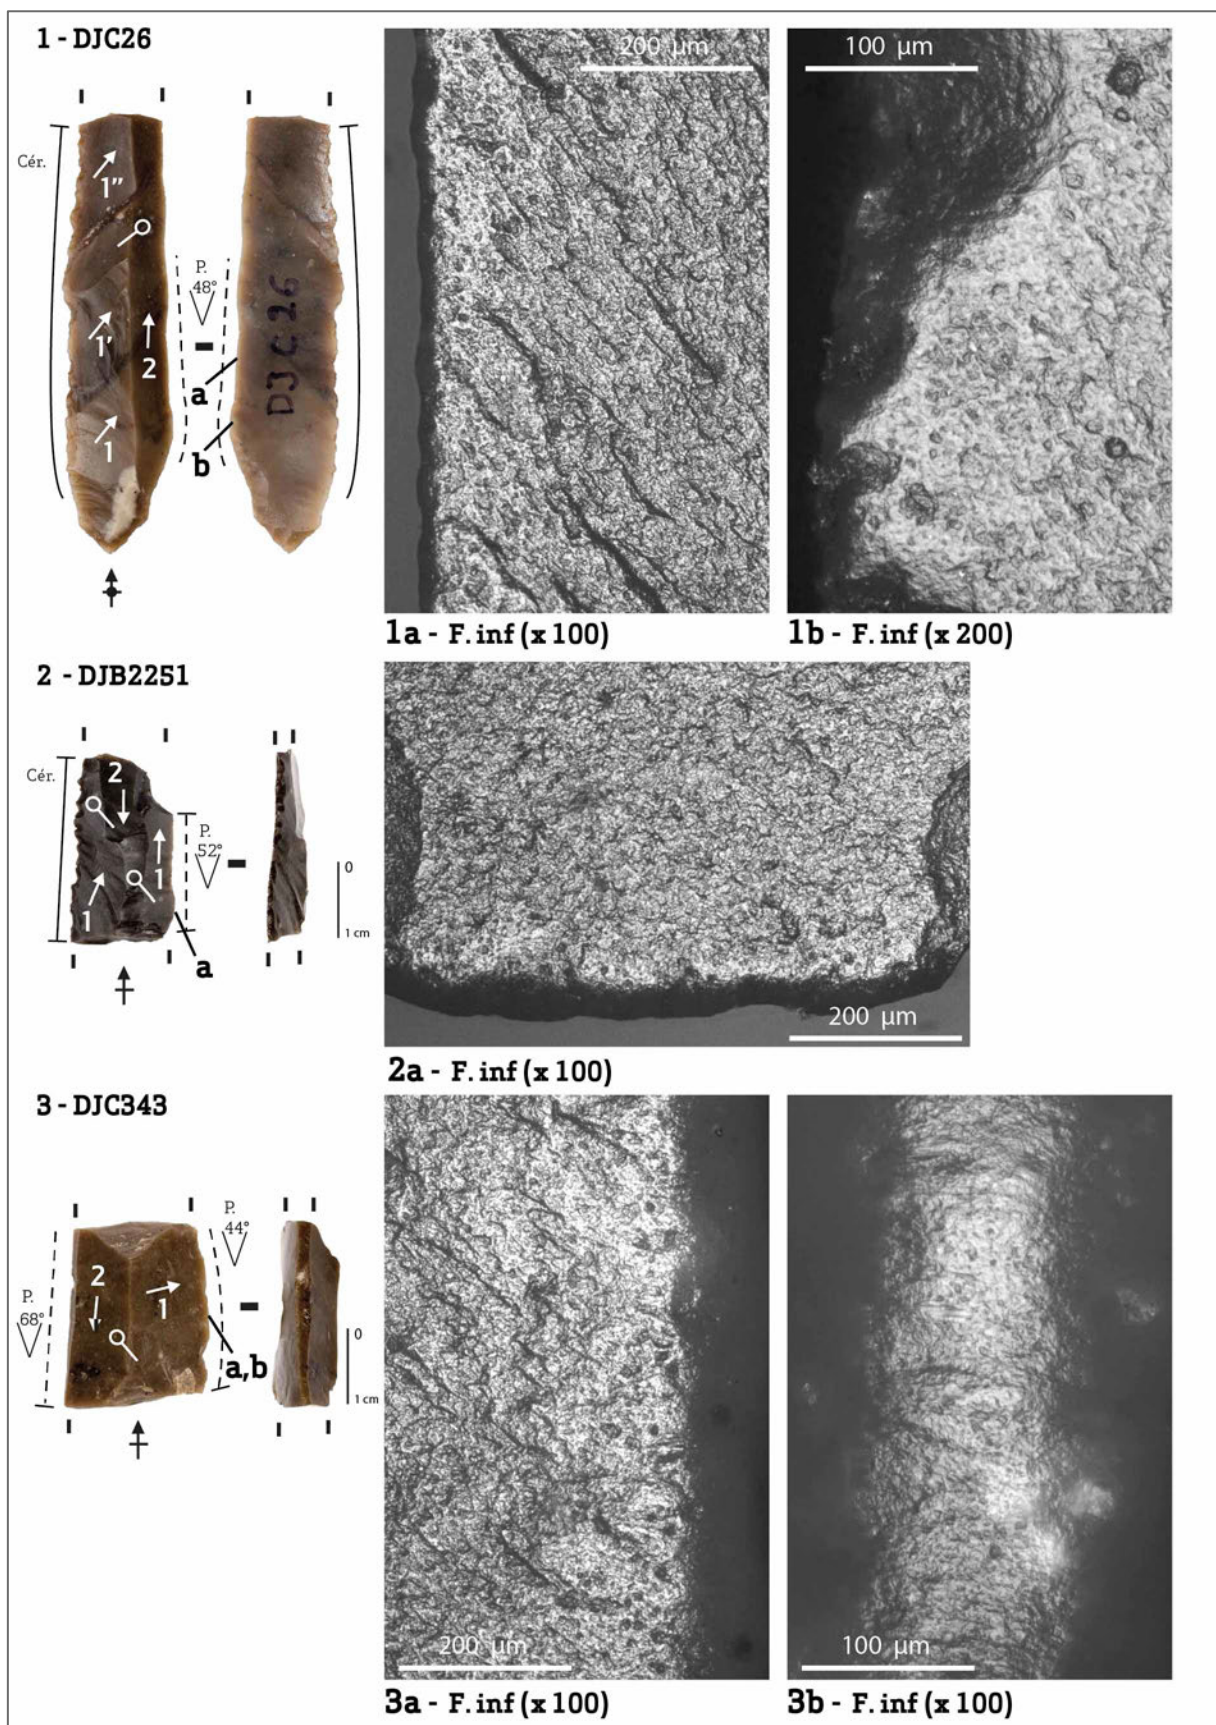 1 - DJC26
Cér.
1”
1’
1
2
P.
48°
a
b
DJC26
200 µm
1a - F. inf (x 100)
100 µm
1b - F. inf (x 200)
2 - DJB2251
Cér.
2
1
1
P.
52°
a
0
1 cm
200 µm
2a - F. inf (x 100)
3 - DJC343
P.
68°
2
1
P.
44°
a,b
0
1 cm
200 µm
3a - F. inf (x 100)
100 µm
3b - F. inf (x 100)